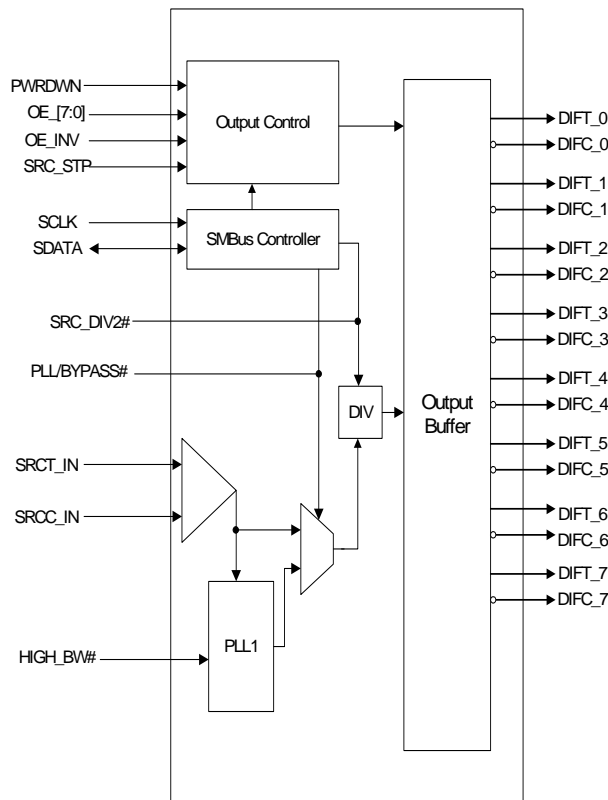 PWRDWN
OE_[7:0]
OE_INV
SRC_STP
Output Control
SCLK
SDATA
SMBus Controller
SRC_DIV2#
PLL/BYPASS#
DIV
Output
Buffer
SRCT_IN
SRCC_IN
HIGH_BW#
PLL1
DIFT_0
DIFC_0
DIFT_1
DIFC_1
DIFT_2
DIFC_2
DIFT_3
DIFC_3
DIFT_4
DIFC_4
DIFT_5
DIFC_5
DIFT_6
DIFC_6
DIFT_7
DIFC_7